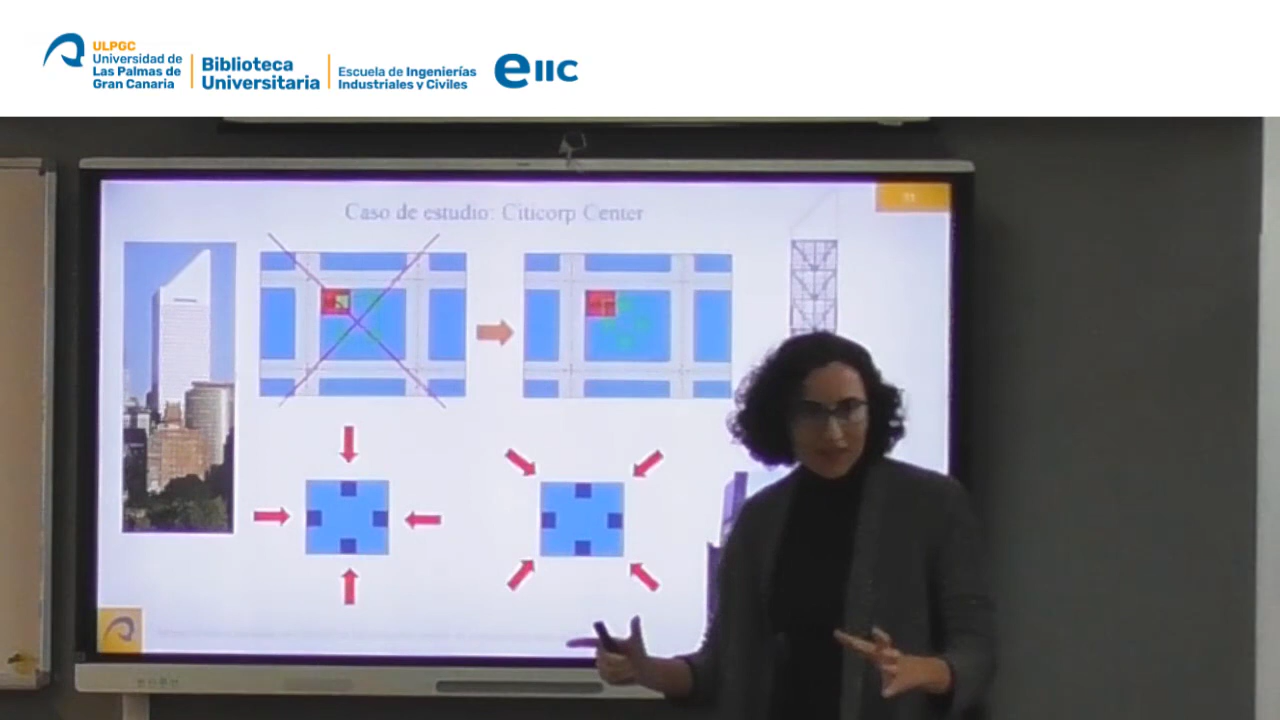 ULPGC
Universidad de
Las Palmas de
Gran Canaria
Biblioteca
Universitaria
Escuela de Ingenierías
Industriales y Civiles
eiic
Caso de estudio: Citicorp Center